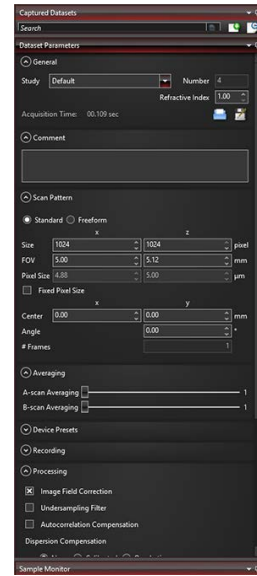 Captured Datasets
Search
Dataset Parameters
General
Study Default Number 4
Refractive Index 1.00
Acquisition Time: 00.109 sec
Comment
Scan Pattern
Standard Freeform
x z
Size 1024 1024 pixel
FOV 5.00 5.12 mm
Pixel Size 4.88 5.00 µm
Fixed Pixel Size
x y
Center 0.00 0.00 mm
Angle 0.00 °
# Frames 1
Averaging
A-scan Averaging 1
B-scan Averaging 1
Device Presets
Recording
Processing
Image Field Correction
Undersampling Filter
Autocorrelation Compensation
Dispersion Compensation
Sample Monitor